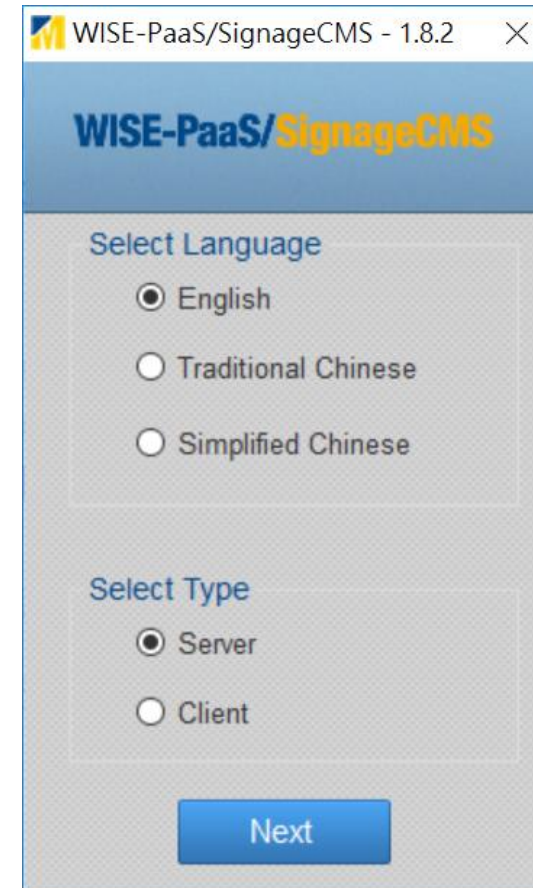 WISE-PaaS/SignageCMS - 1.8.2
WISE-PaaS/SignageCMS
Select Language
English
Traditional Chinese
Simplified Chinese
Select Type
Server
Client
Next